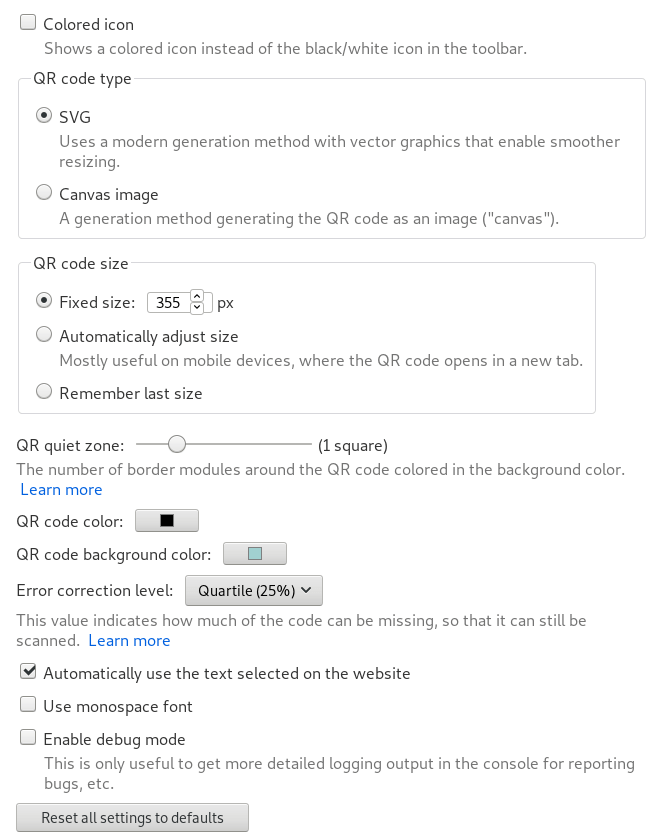 Colored icon
Shows a colored icon instead of the black/white icon in the toolbar.
QR code type
SVG
Uses a modern generation method with vector graphics that enable smoother
resizing.
Canvas image
A generation method generating the QR code as an image ("canvas").
QR code size
Fixed size: 355 px
Automatically adjust size
Mostly useful on mobile devices, where the QR code opens in a new tab.
Remember last size
QR quiet zone: (1 square)
The number of border modules around the QR code colored in the background color.
Learn more
QR code color:
QR code background color:
Error correction level: Quartile (25%)
This value indicates how much of the code can be missing, so that it can still be
scanned. Learn more
Automatically use the text selected on the website
Use monospace font
Enable debug mode
This is only useful to get more detailed logging output in the console for reporting
bugs, etc.
Reset all settings to defaults